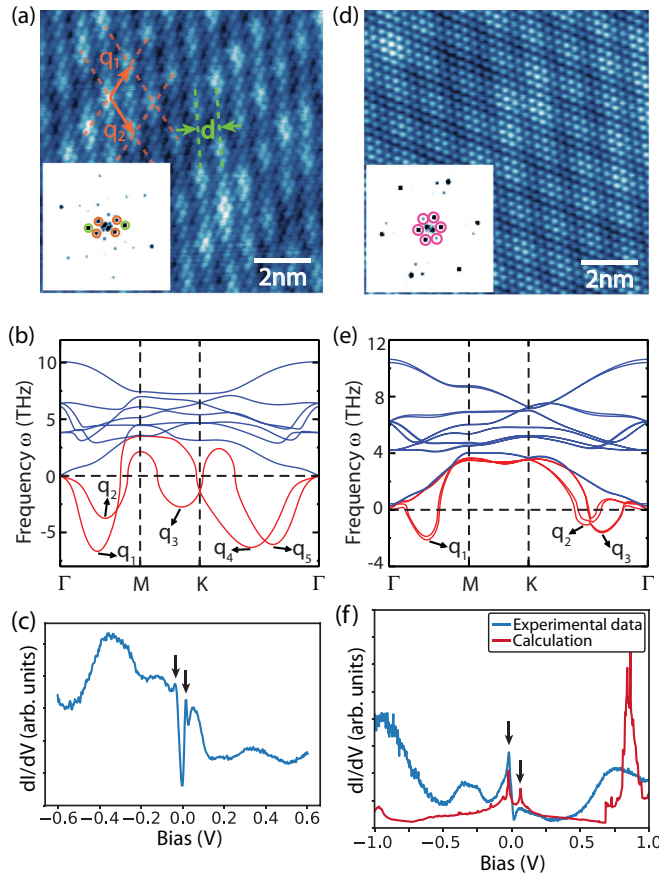 (a)
q1
q2
d
2nm
(d)
2nm
(b)
Frequency ω (THz)
10
5
0
-5
q2
q1
q3
q4
q5
Γ
M
K
Γ
(e)
Frequency ω (THz)
12
8
4
0
-4
q1
q2
q3
Γ
M
K
Γ
(c)
dI/dV (arb. units)
−0.6
−0.4
−0.2
0.0
0.2
0.4
0.6
Bias (V)
(f)
Experimental data
Calculation
dI/dV (arb. units)
-1.0
-0.5
0.0
0.5
1.0
Bias (V)